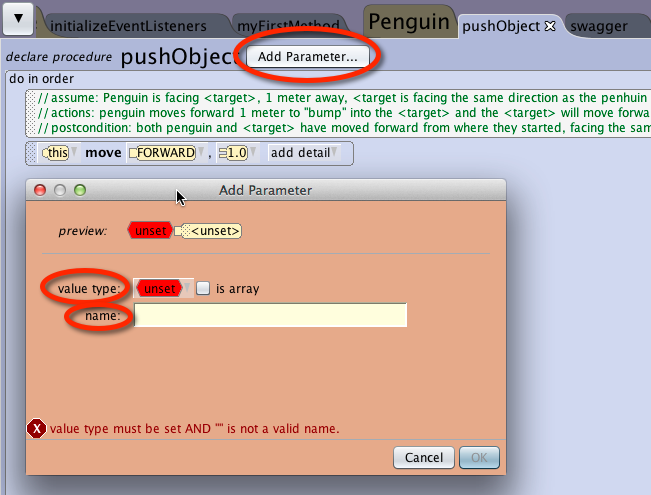 initializeEventListeners myFirstMethod Penguin pushObject swagger
declare procedure pushObject Add Parameter...
do in order
// assume: Penguin is facing <target>, 1 meter away, <target is facing the same direction as the penhuin
// actions: penguin moves forward 1 meter to "bump" into the <target> and the <target> will move forwa
// postcondition: both penguin and <target> have moved forward from where they started, facing the sam
this move FORWARD , 1.0 add detail
Add Parameter
preview: unset <unset>
value type: unset is array
name:
X value type must be set AND "" is not a valid name.
Cancel OK